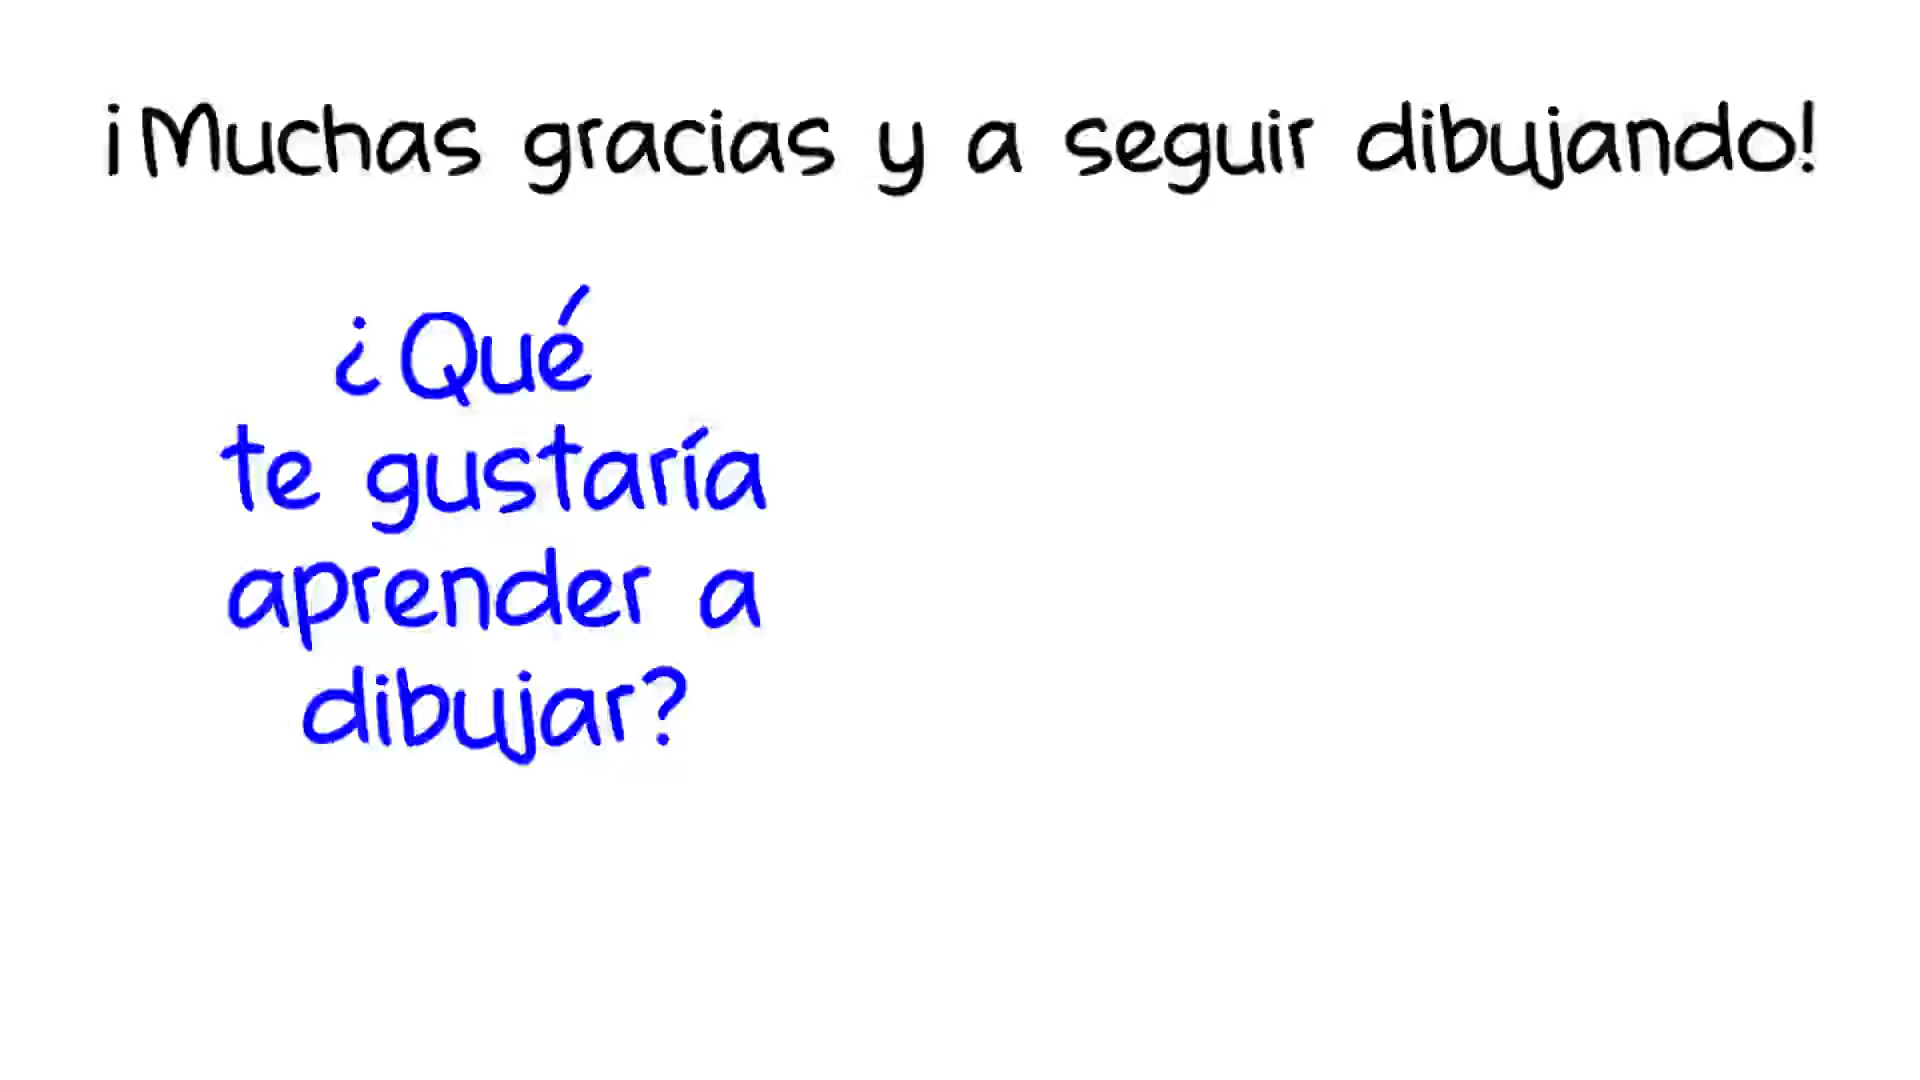 ¡Muchas gracias y a seguir dibujando!
¿Qué
te gustaría
aprender a
dibujar?